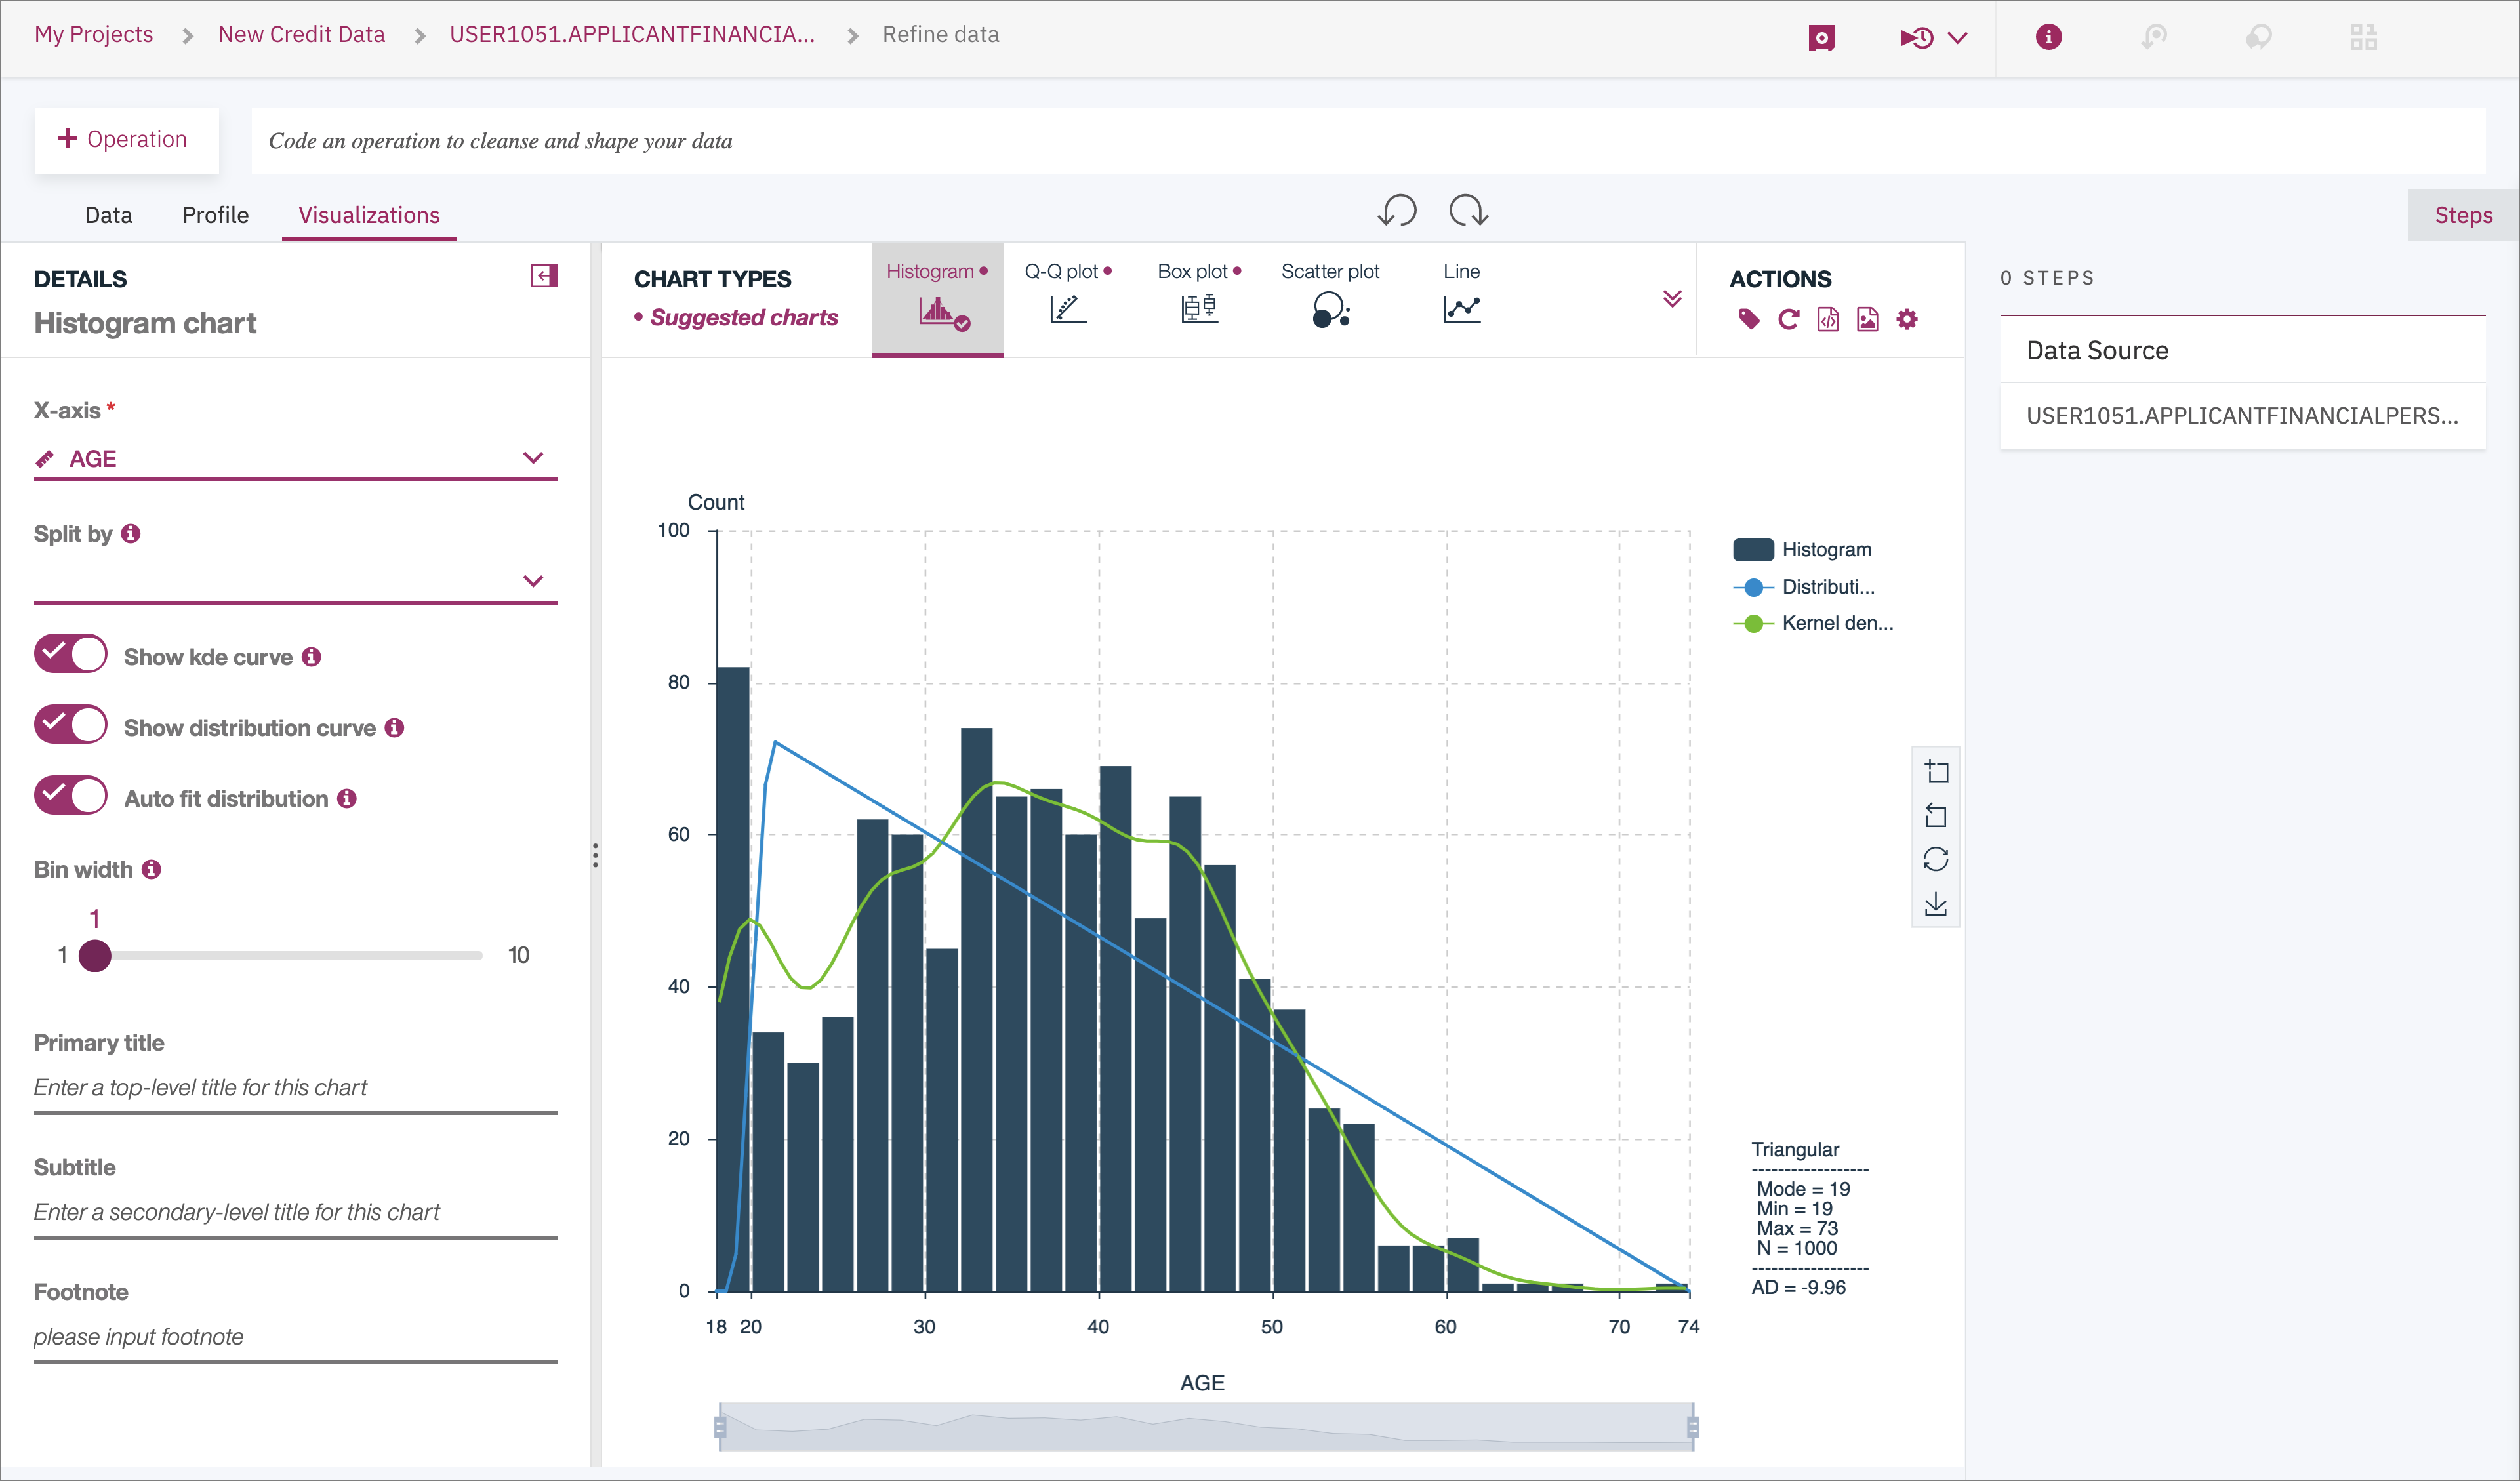 My Projects > New Credit Data > USER1051.APPLICANTFINANCIA... > Refine data
+ Operation
Code an operation to cleanse and shape your data
Data Profile Visualizations
Steps
DETAILS
Histogram chart
X-axis *
AGE
Split by
Show kde curve
Show distribution curve
Auto fit distribution
Bin width
1
1 10
Primary title
Enter a top-level title for this chart
Subtitle
Enter a secondary-level title for this chart
Footnote
please input footnote
CHART TYPES
• Suggested charts
Histogram •
Q-Q plot •
Box plot •
Scatter plot
Line
ACTIONS
Count
100
80
60
40
20
0
18 20 30 40 50 60 70 74
AGE
Histogram
Distributi...
Kernel den...
Triangular
------------------
Mode = 19
Min = 19
Max = 73
N = 1000
------------------
AD = -9.96
0 STEPS
Data Source
USER1051.APPLICANTFINANCIALPERS...